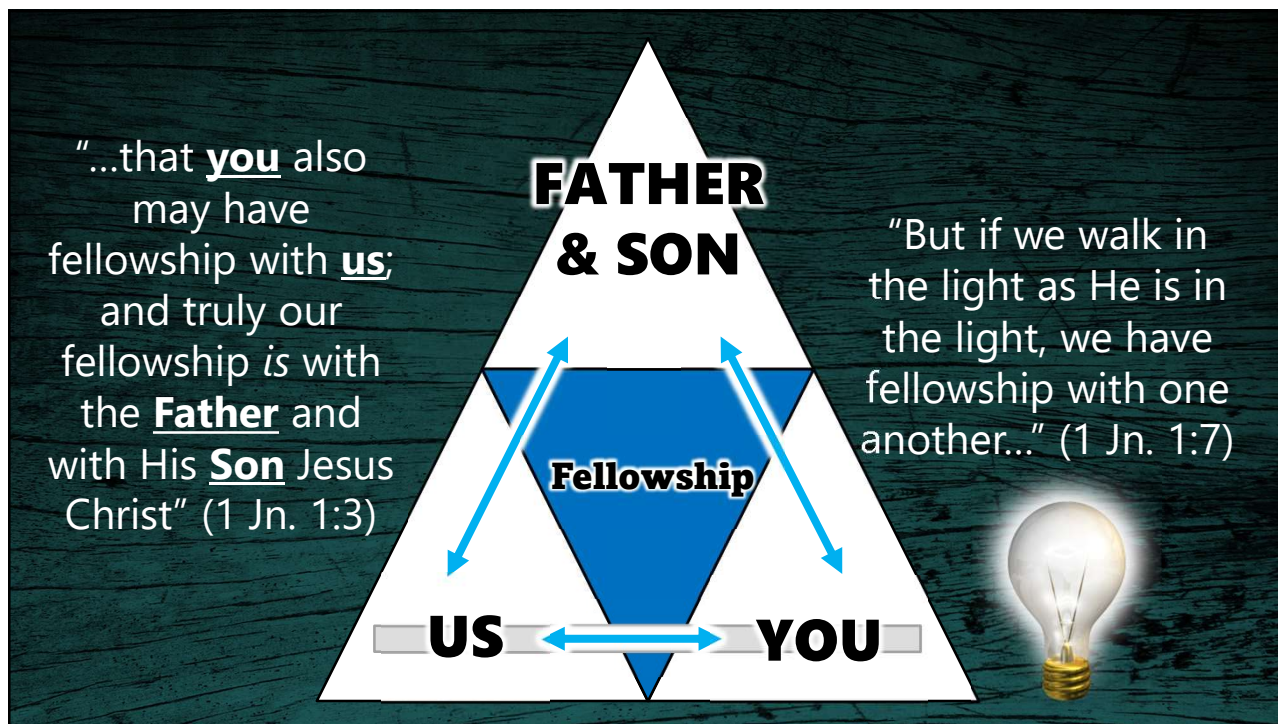 “…that you also
may have
fellowship with us;
and truly our
fellowship is with
the Father and
with His Son Jesus
Christ” (1 Jn. 1:3)
FATHER
& SON
Fellowship
US
YOU
“But if we walk in
the light as He is in
the light, we have
fellowship with one
another…” (1 Jn. 1:7)